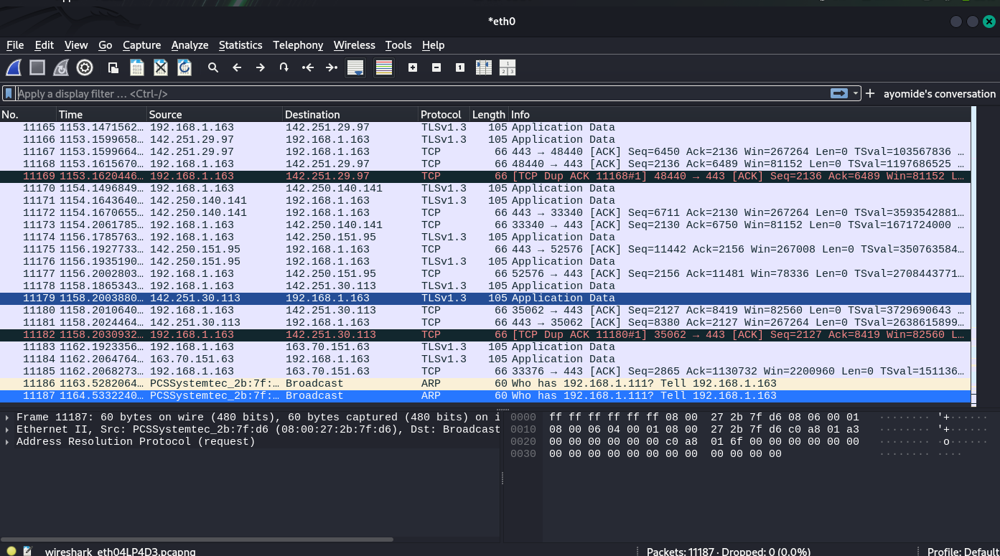 *eth0
File Edit View Go Capture Analyze Statistics Telephony Wireless Tools Help
Apply a display filter … <Ctrl-/> + ayomide's conversation
No. Time Source Destination Protocol Length Info
11165 1153.1471562… 192.168.1.163 142.251.29.97 TLSv1.3 105 Application Data
11166 1153.1599658… 142.251.29.97 192.168.1.163 TLSv1.3 105 Application Data
11167 1153.1599664… 142.251.29.97 192.168.1.163 TCP 66 443 → 48440 [ACK] Seq=6450 Ack=2136 Win=267264 Len=0 TSval=103567836 …
11168 1153.1615670… 192.168.1.163 142.251.29.97 TCP 66 48440 → 443 [ACK] Seq=2136 Ack=6489 Win=81152 Len=0 TSval=1197686525 …
11169 1153.1620446… 192.168.1.163 142.251.29.97 TCP 66 [TCP Dup ACK 11168#1] 48440 → 443 [ACK] Seq=2136 Ack=6489 Win=81152 L…
11170 1154.1496849… 192.168.1.163 142.250.140.141 TLSv1.3 105 Application Data
11171 1154.1643640… 142.250.140.141 192.168.1.163 TLSv1.3 105 Application Data
11172 1154.1670655… 142.250.140.141 192.168.1.163 TCP 66 443 → 33340 [ACK] Seq=6711 Ack=2130 Win=267264 Len=0 TSval=3593542881…
11173 1154.2061785… 192.168.1.163 142.250.140.141 TCP 66 33340 → 443 [ACK] Seq=2130 Ack=6750 Win=81152 Len=0 TSval=1671724000 …
11174 1156.1785763… 192.168.1.163 142.250.151.95 TLSv1.3 105 Application Data
11175 1156.1927733… 142.250.151.95 192.168.1.163 TCP 66 443 → 52576 [ACK] Seq=11442 Ack=2156 Win=267008 Len=0 TSval=350763584…
11176 1156.1935190… 142.250.151.95 192.168.1.163 TLSv1.3 105 Application Data
11177 1156.2002803… 192.168.1.163 142.250.151.95 TCP 66 52576 → 443 [ACK] Seq=2156 Ack=11481 Win=78336 Len=0 TSval=2708443771…
11178 1158.1865343… 192.168.1.163 142.251.30.113 TLSv1.3 105 Application Data
11179 1158.2003880… 142.251.30.113 192.168.1.163 TLSv1.3 105 Application Data
11180 1158.2010640… 192.168.1.163 142.251.30.113 TCP 66 35062 → 443 [ACK] Seq=2127 Ack=8419 Win=82560 Len=0 TSval=3729690643 …
11181 1158.2024464… 142.251.30.113 192.168.1.163 TCP 66 443 → 35062 [ACK] Seq=8380 Ack=2127 Win=267264 Len=0 TSval=2638615899…
11182 1158.2030932… 192.168.1.163 142.251.30.113 TCP 66 [TCP Dup ACK 11180#1] 35062 → 443 [ACK] Seq=2127 Ack=8419 Win=82560 L…
11183 1162.1923356… 192.168.1.163 163.70.151.63 TLSv1.3 105 Application Data
11184 1162.2064764… 163.70.151.63 192.168.1.163 TLSv1.3 105 Application Data
11185 1162.2068273… 192.168.1.163 163.70.151.63 TCP 66 33376 → 443 [ACK] Seq=2865 Ack=1130732 Win=2200960 Len=0 TSval=151136…
11186 1163.5282064… PCSSystemtec_2b:7f:… Broadcast ARP 60 Who has 192.168.1.111? Tell 192.168.1.163
11187 1164.5332240… PCSSystemtec_2b:7f:… Broadcast ARP 60 Who has 192.168.1.111? Tell 192.168.1.163
Frame 11187: 60 bytes on wire (480 bits), 60 bytes captured (480 bits) on i
Ethernet II, Src: PCSSystemtec_2b:7f:d6 (08:00:27:2b:7f:d6), Dst: Broadcast
Address Resolution Protocol (request)
0000 ff ff ff ff ff ff 08 00 27 2b 7f d6 08 06 00 01 ········ '+······
0010 08 00 06 04 00 01 08 00 27 2b 7f d6 c0 a8 01 a3 ········ '+······
0020 00 00 00 00 00 00 c0 a8 01 6f 00 00 00 00 00 00 ········ ·o······
0030 00 00 00 00 00 00 00 00 00 00 00 00 ········ ····
wireshark_eth04LP4D3.pcapng Packets: 11187 · Dropped: 0 (0.0%) Profile: Default